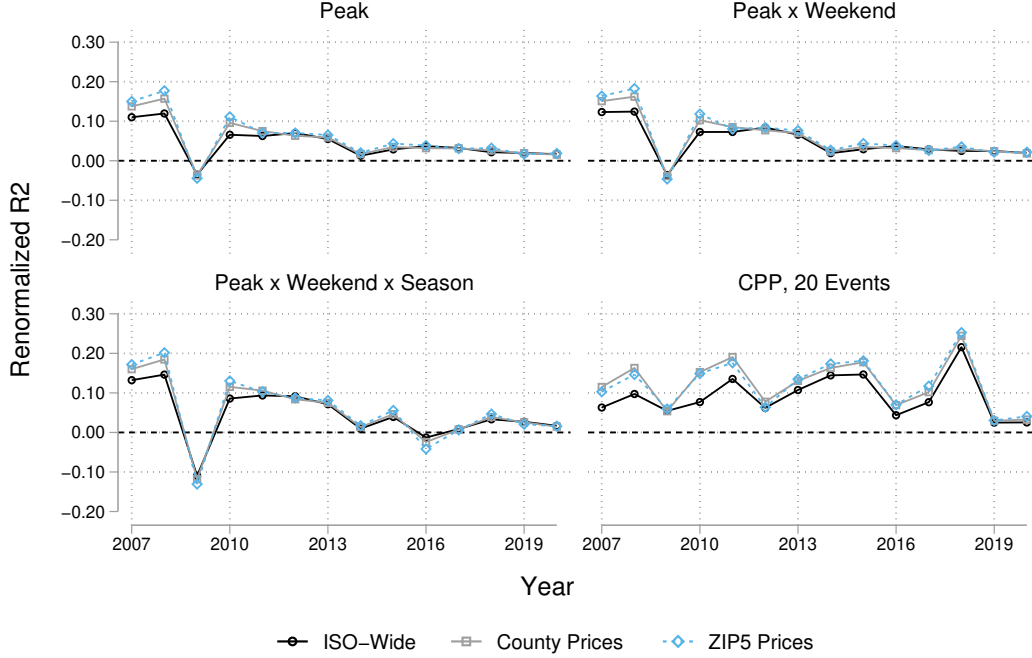 Peak
Peak x Weekend
0.30
0.20
0.10
0.00
−0.10
−0.20
Peak x Weekend x Season
CPP, 20 Events
0.30
0.20
0.10
0.00
−0.10
−0.20
Renormalized R2
2007 2010 2013 2016 2019
2007 2010 2013 2016 2019
Year
ISO−Wide County Prices ZIP5 Prices